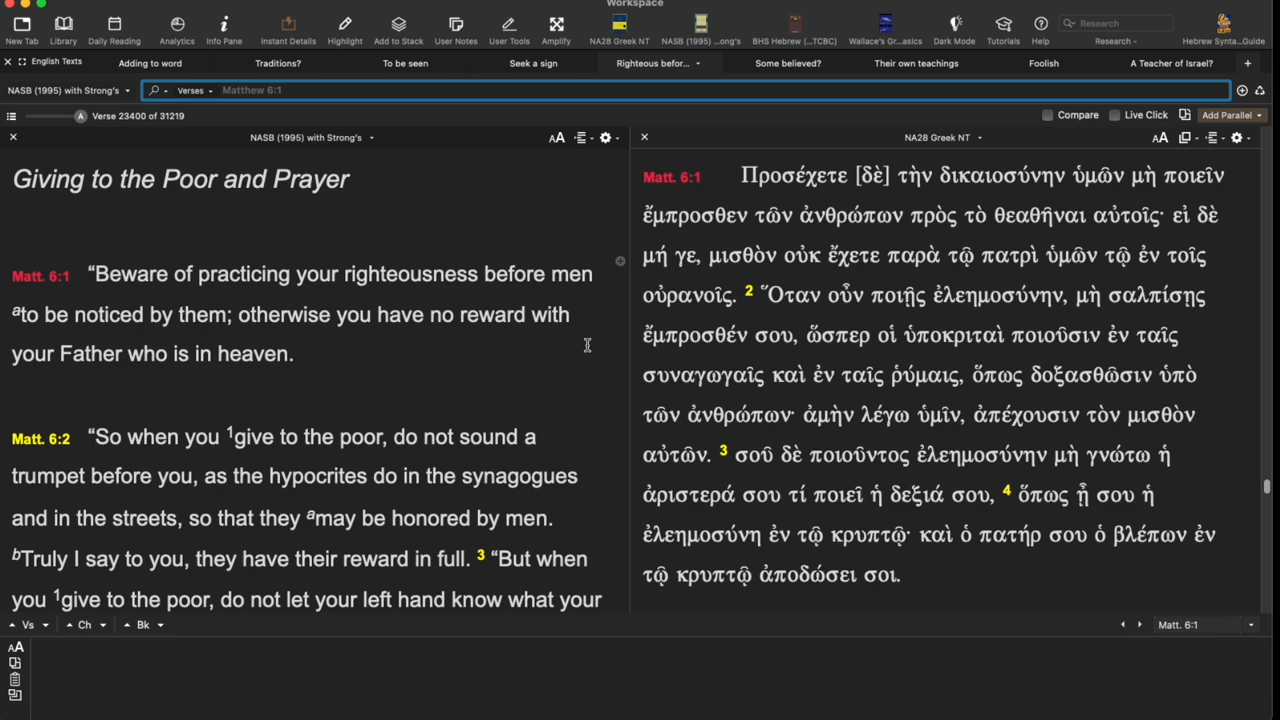 Workspace
New Tab Library Daily Reading Analytics Info Pane Instant Details Highlight Add to Stack User Notes User Tools Amplify NA28 Greek NT NASB (1995) ...ong's BHS Hebrew (...TCBC) Wallace's Gr...asics Dark Mode Tutorials Help Research Research Hebrew Synta...Guide
English Texts Adding to word Traditions? To be seen Seek a sign Righteous befor... Some believed? Their own teachings Foolish A Teacher of Israel?
NASB (1995) with Strong's Verses Matthew 6:1
A Verse 23400 of 31219 Compare Live Click Add Parallel
NASB (1995) with Strong's
Giving to the Poor and Prayer
Matt. 6:1 “Beware of practicing your righteousness before men
ato be noticed by them; otherwise you have no reward with
your Father who is in heaven.
Matt. 6:2 “So when you 1give to the poor, do not sound a
trumpet before you, as the hypocrites do in the synagogues
and in the streets, so that they amay be honored by men.
bTruly I say to you, they have their reward in full. 3 “But when
you 1give to the poor, do not let your left hand know what your
NA28 Greek NT
Matt. 6:1 Προσέχετε [δὲ] τὴν δικαιοσύνην ὑμῶν μὴ ποιεῖν
ἔμπροσθεν τῶν ἀνθρώπων πρὸς τὸ θεαθῆναι αὐτοῖς· εἰ δὲ
μή γε, μισθὸν οὐκ ἔχετε παρὰ τῷ πατρὶ ὑμῶν τῷ ἐν τοῖς
οὐρανοῖς. 2 Ὅταν οὖν ποιῇς ἐλεημοσύνην, μὴ σαλπίσῃς
ἔμπροσθέν σου, ὥσπερ οἱ ὑποκριταὶ ποιοῦσιν ἐν ταῖς
συναγωγαῖς καὶ ἐν ταῖς ῥύμαις, ὅπως δοξασθῶσιν ὑπὸ
τῶν ἀνθρώπων· ἀμὴν λέγω ὑμῖν, ἀπέχουσιν τὸν μισθὸν
αὐτῶν. 3 σοῦ δὲ ποιοῦντος ἐλεημοσύνην μὴ γνώτω ἡ
ἀριστερά σου τί ποιεῖ ἡ δεξιά σου, 4 ὅπως ᾖ σου ἡ
ἐλεημοσύνη ἐν τῷ κρυπτῷ· καὶ ὁ πατήρ σου ὁ βλέπων ἐν
τῷ κρυπτῷ ἀποδώσει σοι.
Vs Ch Bk Matt. 6:1